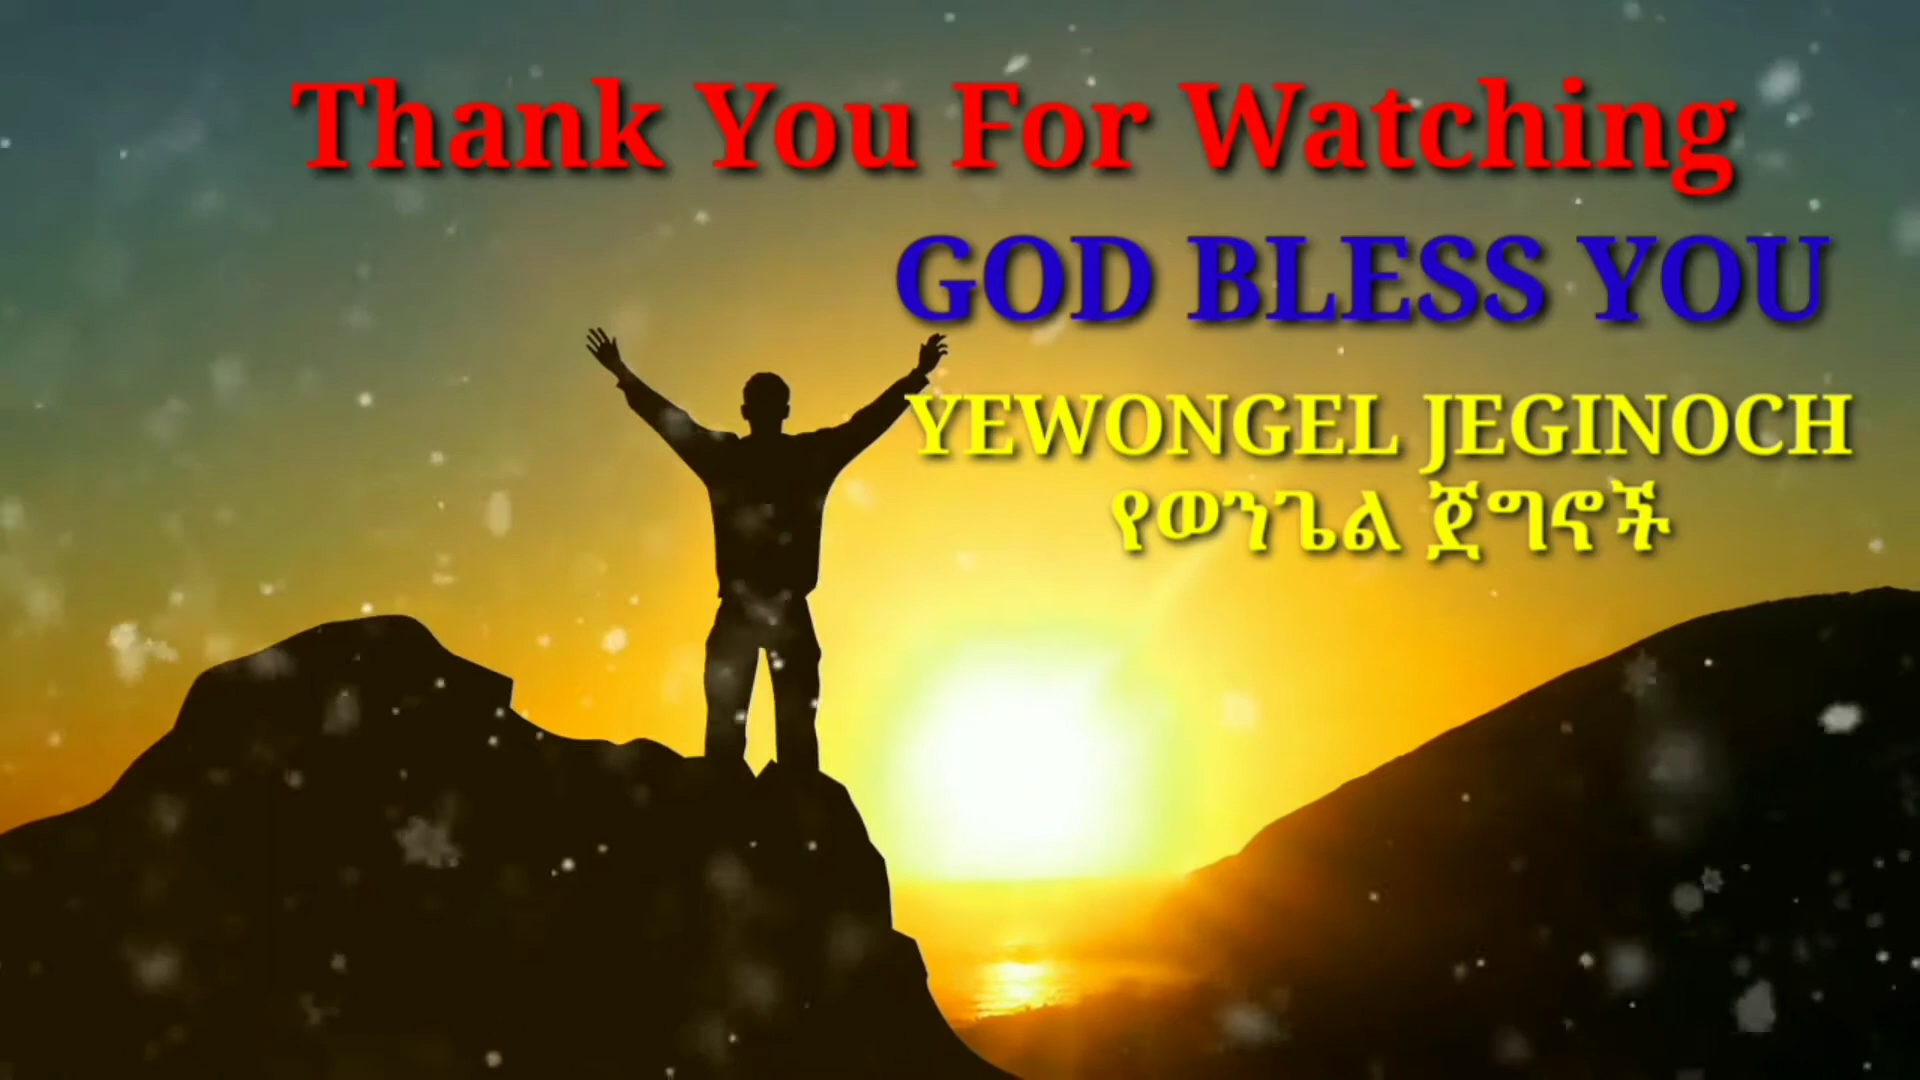 Thank You For Watching
GOD BLESS YOU
YEWONGEL JEGINOCH
የወንጌል ጀግኖች